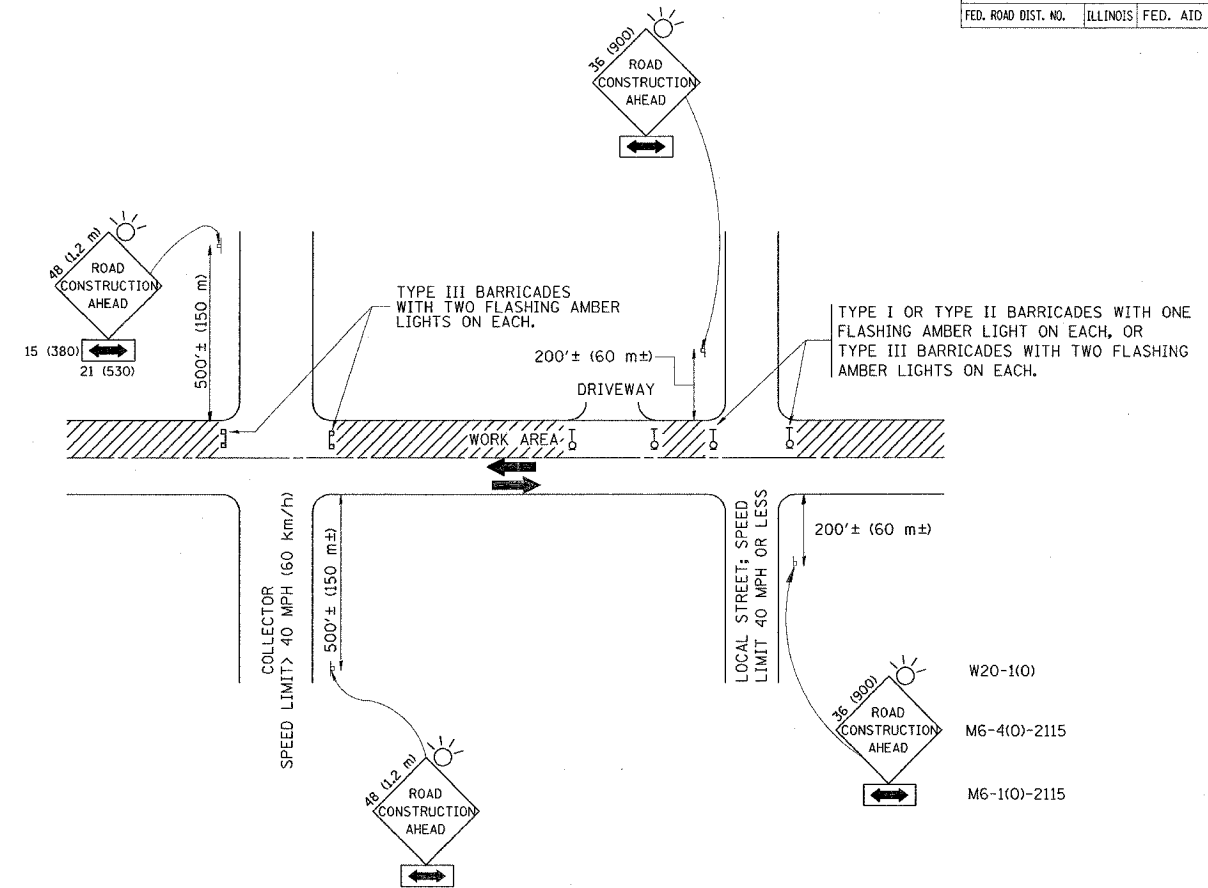 FED. ROAD DIST. NO. ILLINOIS FED. AID
36 (900)
ROAD
CONSTRUCTION
AHEAD
48 (1.2 m)
ROAD
CONSTRUCTION
AHEAD
15 (380)
21 (530)
500'± (150 m)
TYPE III BARRICADES
WITH TWO FLASHING AMBER
LIGHTS ON EACH.
200'± (60 m±)
DRIVEWAY
TYPE I OR TYPE II BARRICADES WITH ONE
FLASHING AMBER LIGHT ON EACH, OR
TYPE III BARRICADES WITH TWO FLASHING
AMBER LIGHTS ON EACH.
WORK AREA
COLLECTOR
SPEED LIMIT> 40 MPH (60 km/h)
500'± (150 m±)
LOCAL STREET; SPEED
LIMIT 40 MPH OR LESS
200'± (60 m±)
48 (1.2 m)
ROAD
CONSTRUCTION
AHEAD
36 (900)
ROAD
CONSTRUCTION
AHEAD
W20-1(O)
M6-4(O)-2115
M6-1(O)-2115